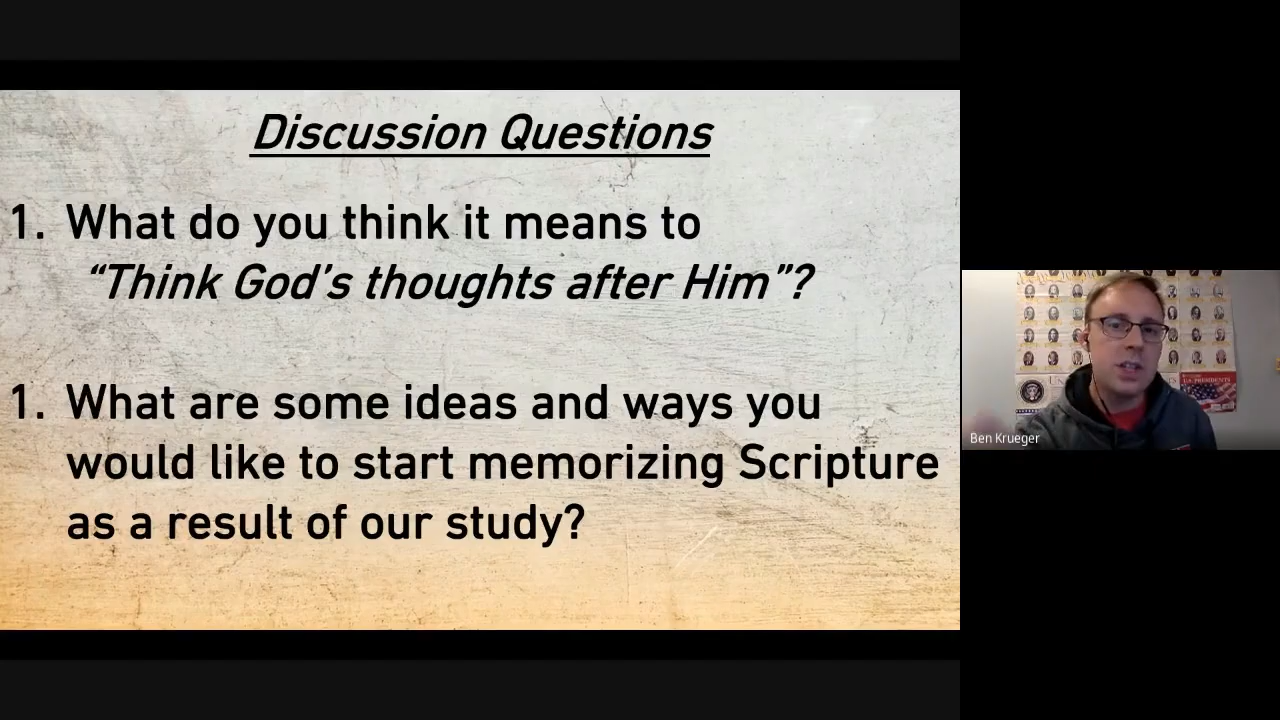 Discussion Questions
1. What do you think it means to
“Think God’s thoughts after Him”?
1. What are some ideas and ways you
would like to start memorizing Scripture
as a result of our study?
U.S. PRESIDENTS
Ben Krueger